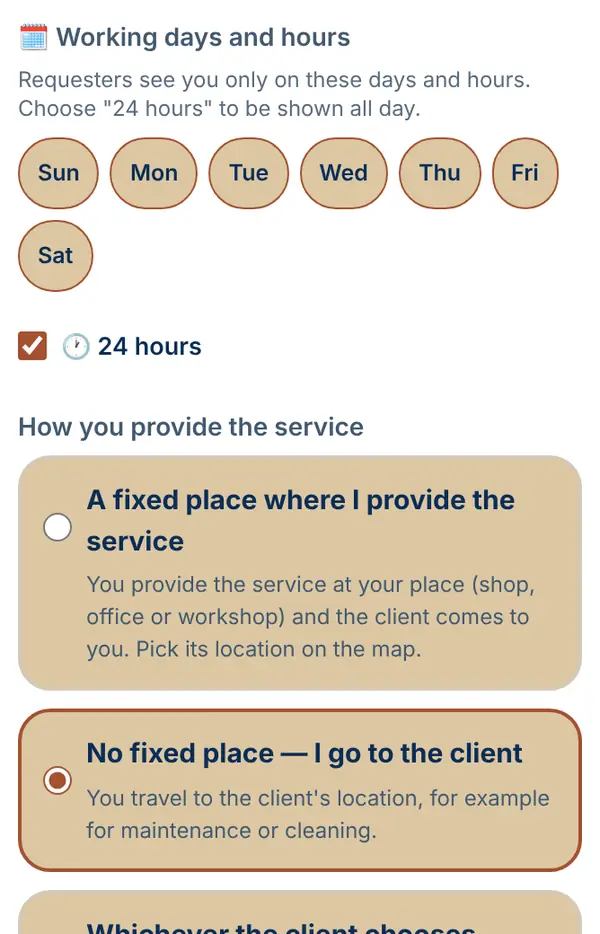 🗓️ Working days and hours
Requesters see you only on these days and hours.
Choose "24 hours" to be shown all day.
Sun Mon Tue Wed Thu Fri
Sat
🕐 24 hours
How you provide the service
A fixed place where I provide the
service
You provide the service at your place (shop,
office or workshop) and the client comes to
you. Pick its location on the map.
No fixed place — I go to the client
You travel to the client's location, for example
for maintenance or cleaning.
Whichever the client chooses